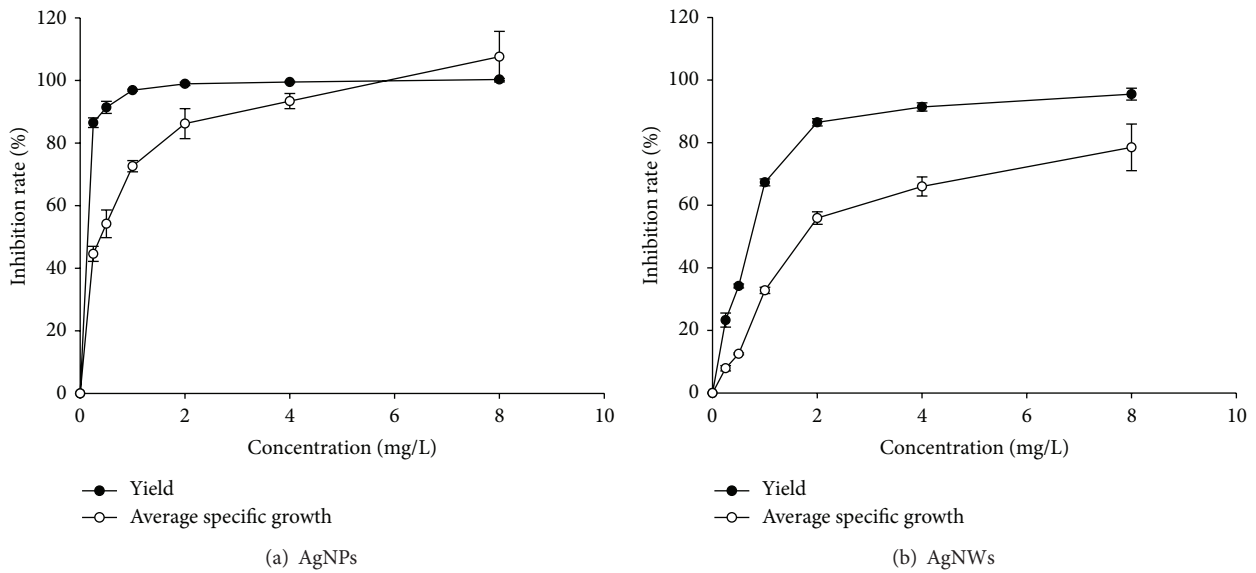 120
100
80
60
40
20
0
Inhibition rate (%)
0 2 4 6 8 10
Concentration (mg/L)
Yield
Average specific growth
(a) AgNPs
120
100
80
60
40
20
0
Inhibition rate (%)
0 2 4 6 8 10
Concentration (mg/L)
Yield
Average specific growth
(b) AgNWs